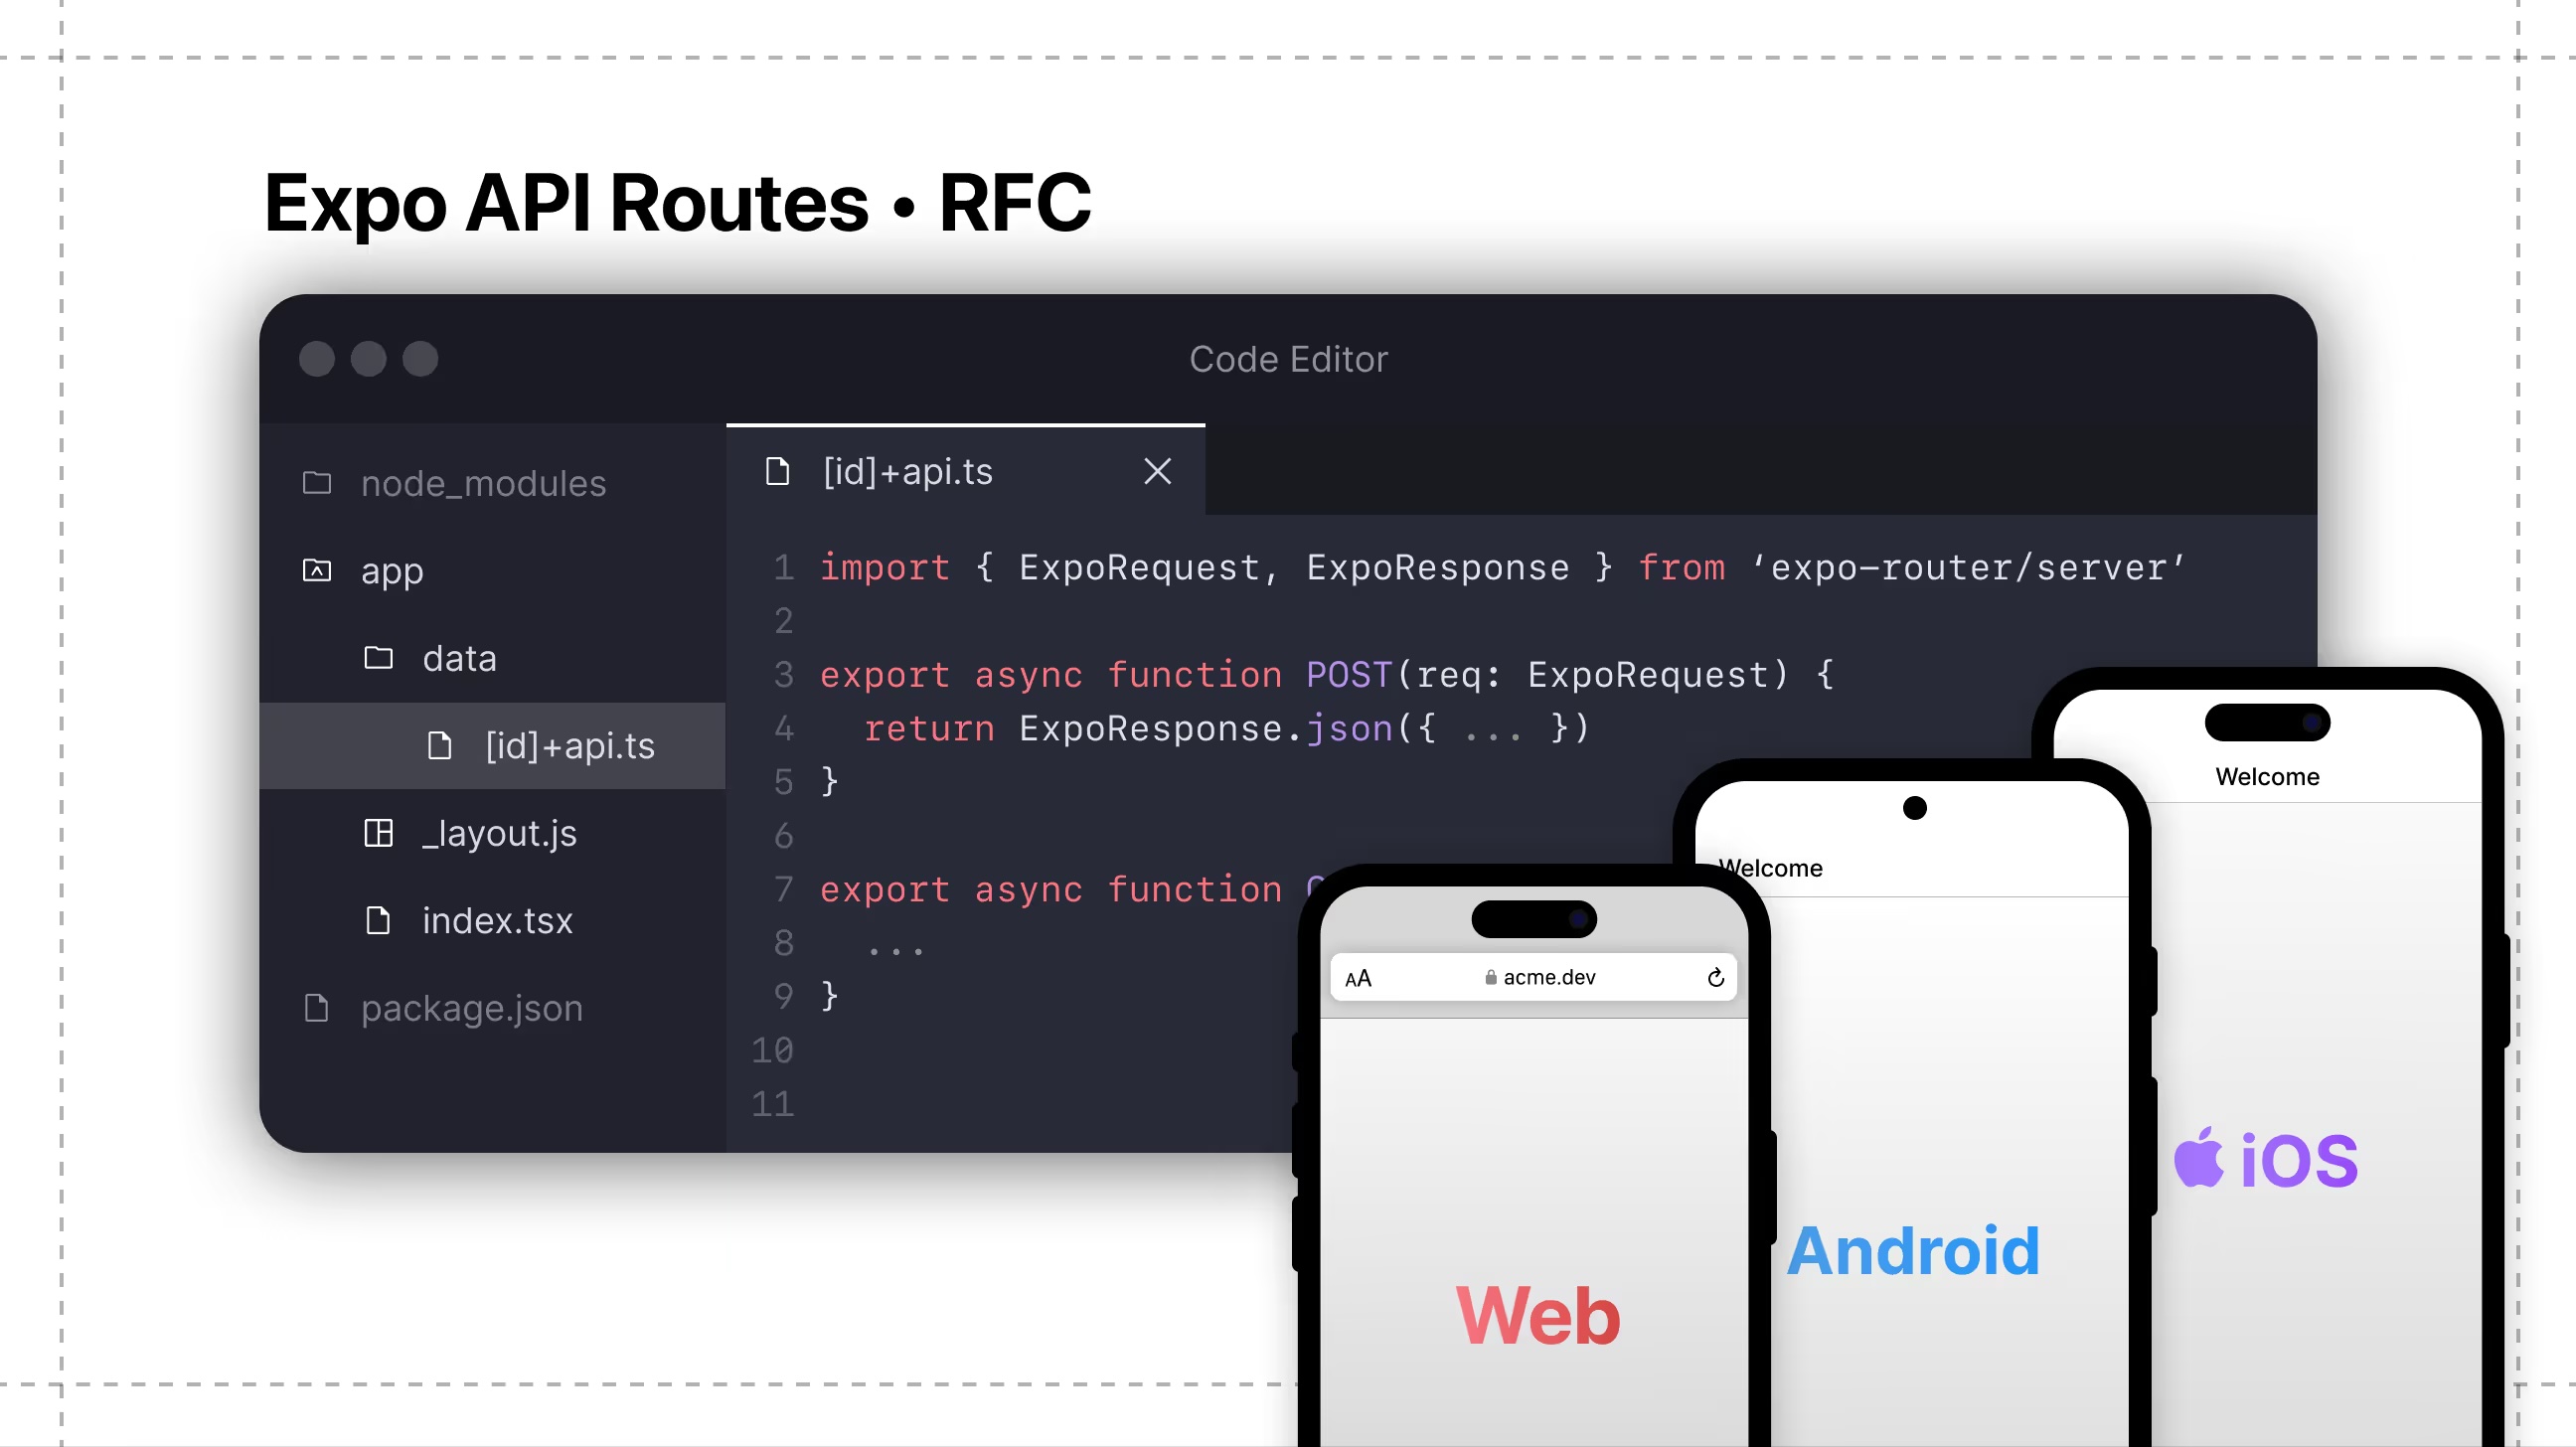 Expo API Routes • RFC
Code Editor
node_modules
app
data
[id]+api.ts
_layout.js
index.tsx
package.json
[id]+api.ts
1 import { ExpoRequest, ExpoResponse } from ‘expo-router/server’
2
3 export async function POST(req: ExpoRequest) {
4 return ExpoResponse.json({ ... })
5 }
6
7 export async function
8 ...
9 }
10
11
Welcome
iOS
Welcome
Android
AA acme.dev
Web